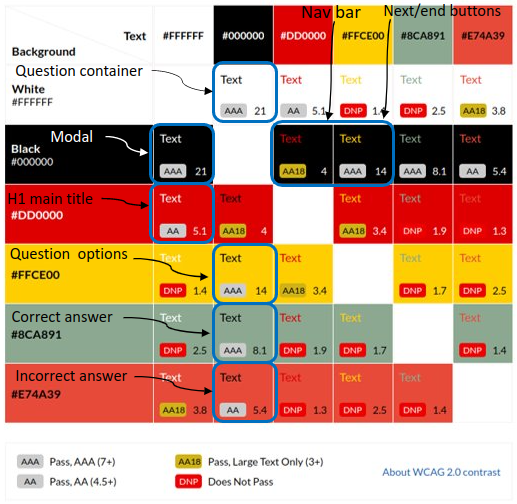 Nav bar Next/end buttons
Text #FFFFFF #000000 #DD0000 #FFCE00 #8CA891 #E74A39
Background
Question container
White
#FFFFFF
Text Text Text Text Text
AAA 21 AA 5.1 DNP 1.4 DNP 2.5 AA18 3.8
Modal
Black
#000000
Text Text Text Text Text
AAA 21 AA18 4 AAA 14 AAA 8.1 AA 5.4
H1 main title
#DD0000
Text Text Text Text Text
AA 5.1 AA18 4 AA18 3.4 DNP 1.9 DNP 1.3
Question options
#FFCE00
Text Text Text Text Text
DNP 1.4 AAA 14 AA18 3.4 DNP 1.7 DNP 2.5
Correct answer
#8CA891
Text Text Text Text Text
DNP 2.5 AAA 8.1 DNP 1.9 DNP 1.7 DNP 1.4
Incorrect answer
#E74A39
Text Text Text Text Text
AA18 3.8 AA 5.4 DNP 1.3 DNP 2.5 DNP 1.4
AAA Pass, AAA (7+) AA18 Pass, Large Text Only (3+)
AA Pass, AA (4.5+) DNP Does Not Pass
About WCAG 2.0 contrast